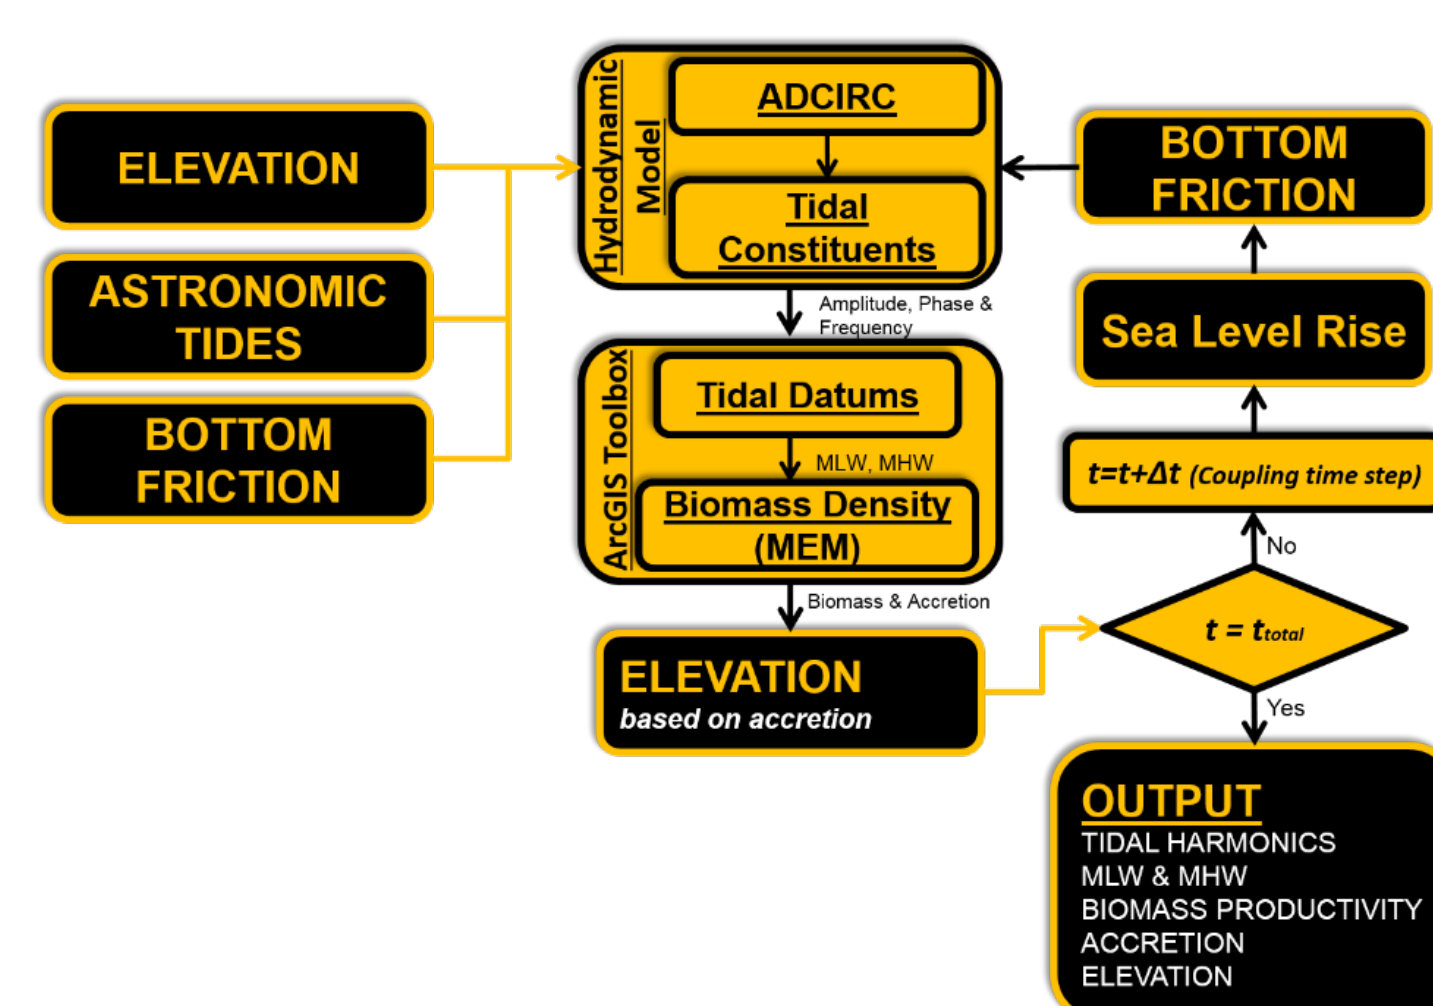 ELEVATION
ASTRONOMIC
TIDES
BOTTOM
FRICTION
Hydrodynamic
Model
ADCIRC
Tidal
Constituents
Amplitude, Phase &
Frequency
ArcGIS Toolbox
Tidal Datums
MLW, MHW
Biomass Density
(MEM)
Biomass & Accretion
ELEVATION
based on accretion
BOTTOM
FRICTION
Sea Level Rise
t=t+Δt (Coupling time step)
No
t = ttotal
Yes
OUTPUT
TIDAL HARMONICS
MLW & MHW
BIOMASS PRODUCTIVITY
ACCRETION
ELEVATION